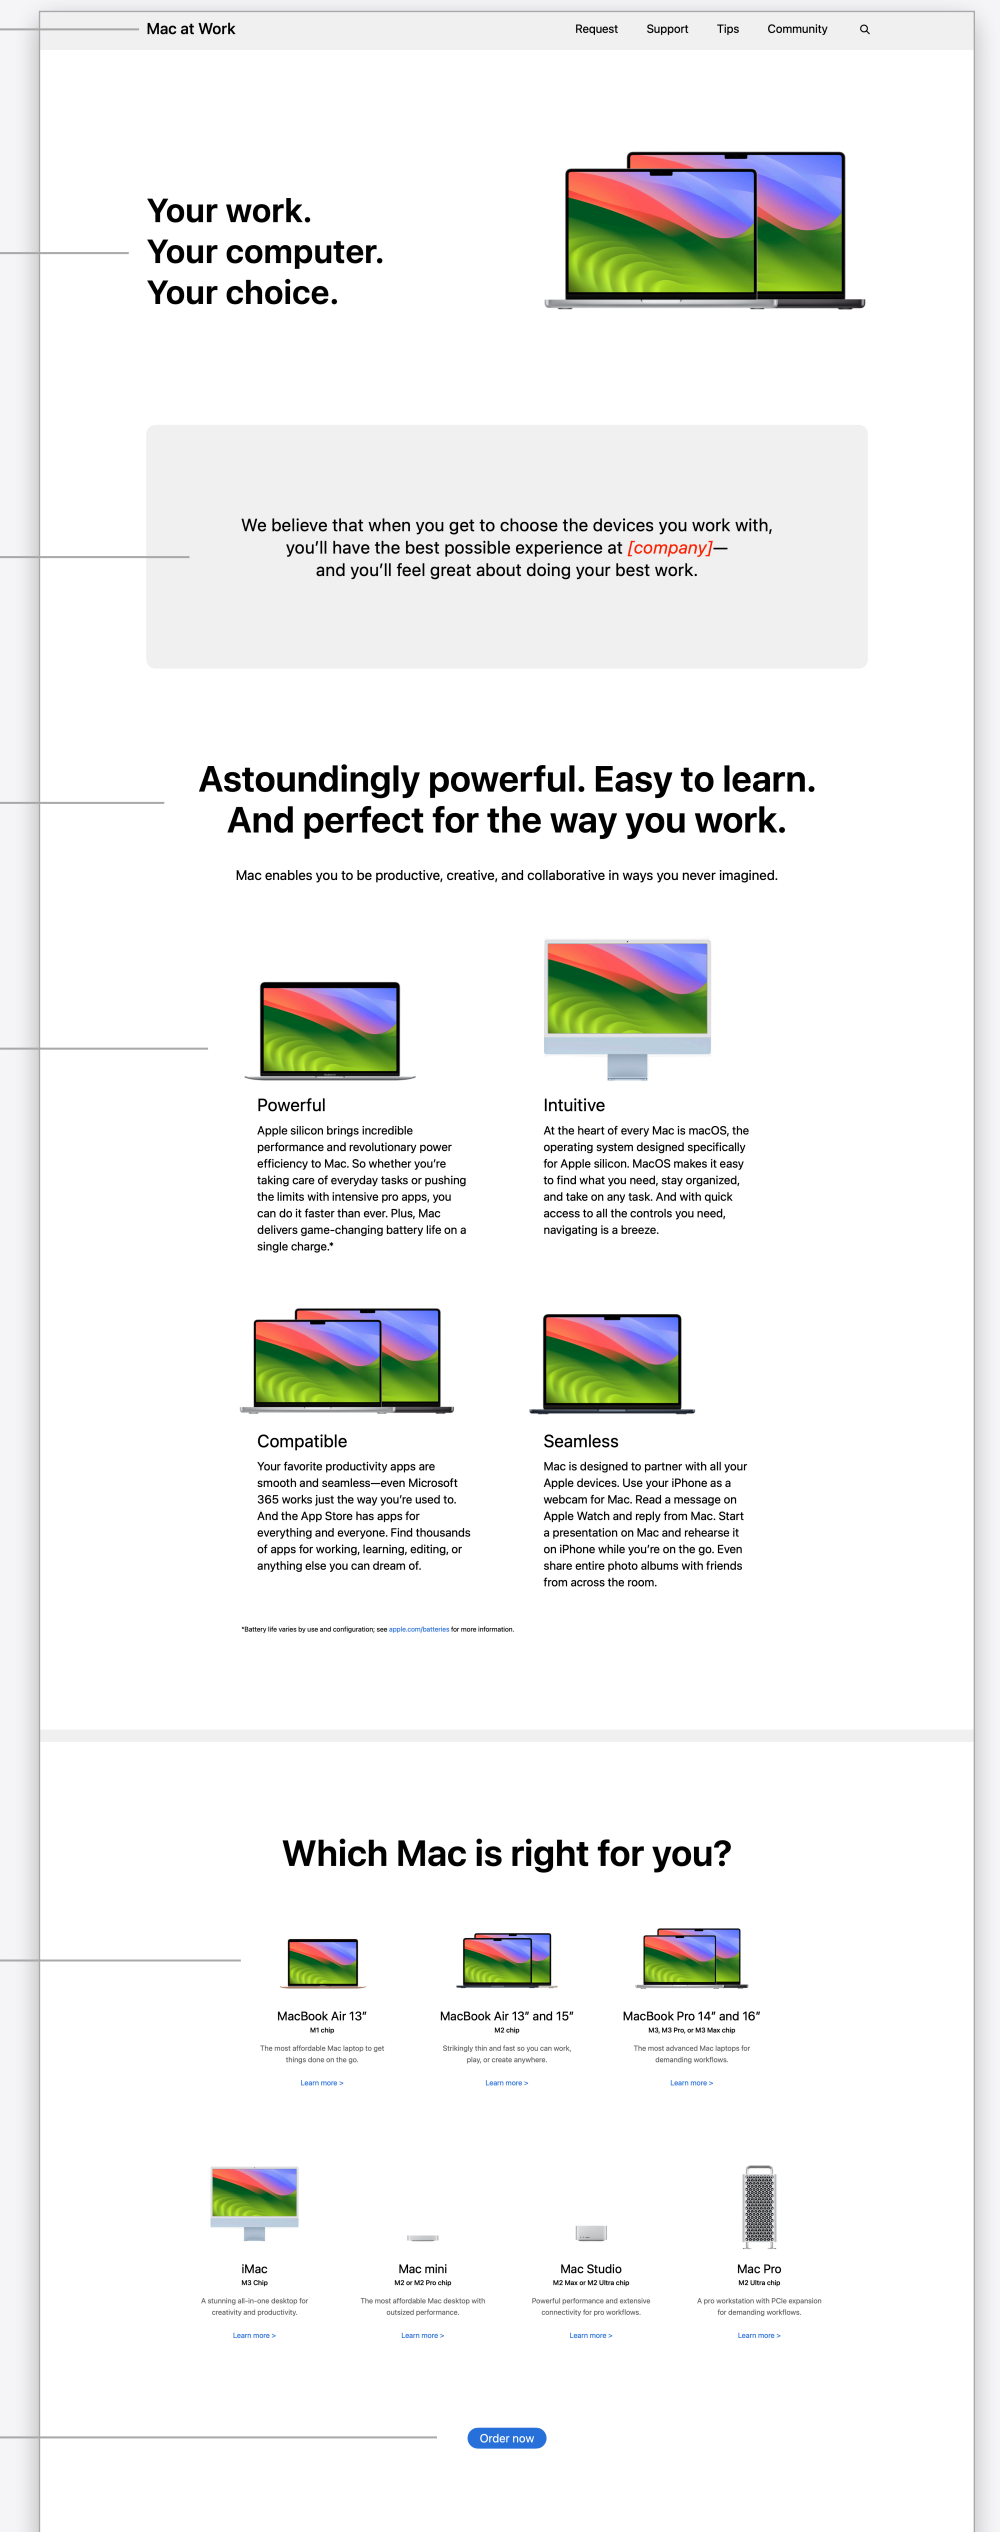 Mac at Work
Request Support Tips Community
Your work.
Your computer.
Your choice.
We believe that when you get to choose the devices you work with,
you’ll have the best possible experience at [company]—
and you’ll feel great about doing your best work.
Astoundingly powerful. Easy to learn.
And perfect for the way you work.
Mac enables you to be productive, creative, and collaborative in ways you never imagined.
Powerful
Apple silicon brings incredible
performance and revolutionary power
efficiency to Mac. So whether you’re
taking care of everyday tasks or pushing
the limits with intensive pro apps, you
can do it faster than ever. Plus, Mac
delivers game-changing battery life on a
single charge.*
Intuitive
At the heart of every Mac is macOS, the
operating system designed specifically
for Apple silicon. MacOS makes it easy
to find what you need, stay organized,
and take on any task. And with quick
access to all the controls you need,
navigating is a breeze.
Compatible
Your favorite productivity apps are
smooth and seamless—even Microsoft
365 works just the way you’re used to.
And the App Store has apps for
everything and everyone. Find thousands
of apps for working, learning, editing, or
anything else you can dream of.
Seamless
Mac is designed to partner with all your
Apple devices. Use your iPhone as a
webcam for Mac. Read a message on
Apple Watch and reply from Mac. Start
a presentation on Mac and rehearse it
on iPhone while you’re on the go. Even
share entire photo albums with friends
from across the room.
*Battery life varies by use and configuration; see apple.com/batteries for more information.
Which Mac is right for you?
MacBook Air 13”
M1 chip
The most affordable Mac laptop to get
things done on the go.
Learn more >
MacBook Air 13” and 15”
M2 chip
Strikingly thin and fast so you can work,
play, or create anywhere.
Learn more >
MacBook Pro 14” and 16”
M3, M3 Pro, or M3 Max chip
The most advanced Mac laptops for
demanding workflows.
Learn more >
iMac
M3 Chip
A stunning all-in-one desktop for
creativity and productivity.
Learn more >
Mac mini
M2 or M2 Pro chip
The most affordable Mac desktop with
outsized performance.
Learn more >
Mac Studio
M2 Max or M2 Ultra chip
Powerful performance and extensive
connectivity for pro workflows.
Learn more >
Mac Pro
M2 Ultra chip
A pro workstation with PCIe expansion
for demanding workflows.
Learn more >
Order now